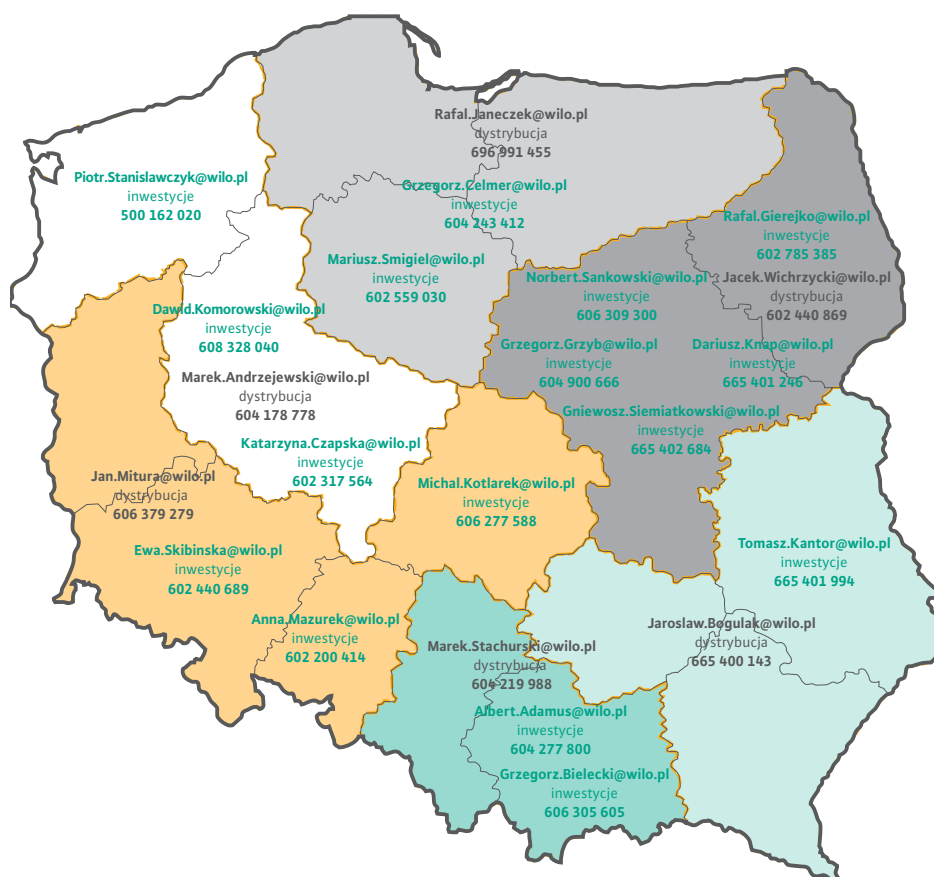 Rafal.Janeczek@wilo.pl
dystrybucja
696 991 455
Piotr.Stanislawczyk@wilo.pl
inwestycje
500 162 020
Grzegorz.Celmer@wilo.pl
inwestycje
604 243 412
Rafal.Gierejko@wilo.pl
inwestycje
602 785 385
Mariusz.Smigiel@wilo.pl
inwestycje
602 559 030
Norbert.Sankowski@wilo.pl
inwestycje
606 309 300
Jacek.Wichrzycki@wilo.pl
dystrybucja
602 440 869
Dawid.Komorowski@wilo.pl
inwestycje
608 328 040
Grzegorz.Grzyb@wilo.pl
inwestycje
604 900 666
Dariusz.Knap@wilo.pl
inwestycje
665 401 246
Marek.Andrzejewski@wilo.pl
dystrybucja
604 178 778
Gniewosz.Siemiatkowski@wilo.pl
inwestycje
665 402 684
Katarzyna.Czapska@wilo.pl
inwestycje
602 317 564
Jan.Mitura@wilo.pl
dystrybucja
606 379 279
Michal.Kotlarek@wilo.pl
inwestycje
606 277 588
Ewa.Skibinska@wilo.pl
inwestycje
602 440 689
Tomasz.Kantor@wilo.pl
inwestycje
665 401 994
Anna.Mazurek@wilo.pl
inwestycje
602 200 414
Jaroslaw.Bogulak@wilo.pl
dystrybucja
665 400 143
Marek.Stachurski@wilo.pl
dystrybucja
604 219 988
Albert.Adamus@wilo.pl
inwestycje
604 277 800
Grzegorz.Bielecki@wilo.pl
inwestycje
606 305 605